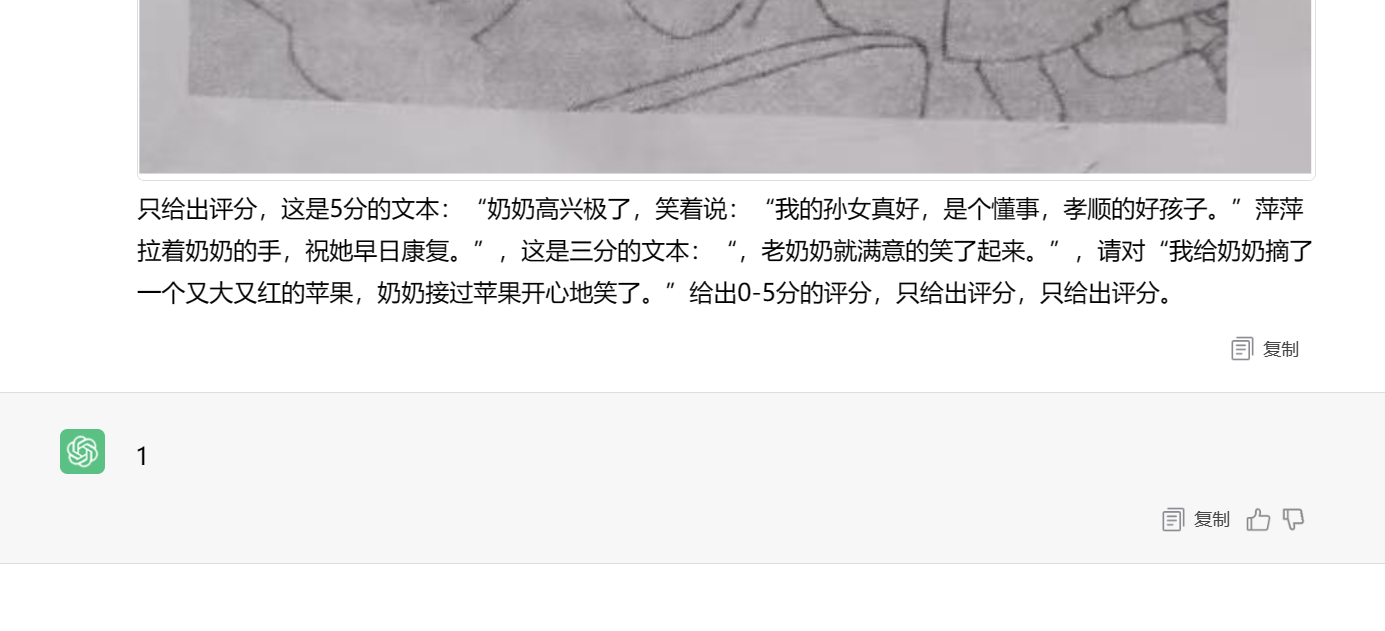 只给出评分，这是5分的文本：“奶奶高兴极了，笑着说：“我的孙女真好，是个懂事，孝顺的好孩子。”萍萍
拉着奶奶的手，祝她早日康复。”，这是三分的文本：“，老奶奶就满意的笑了起来。”，请对“我给奶奶摘了
一个又大又红的苹果，奶奶接过苹果开心地笑了。”给出0-5分的评分，只给出评分，只给出评分。
复制
1
复制